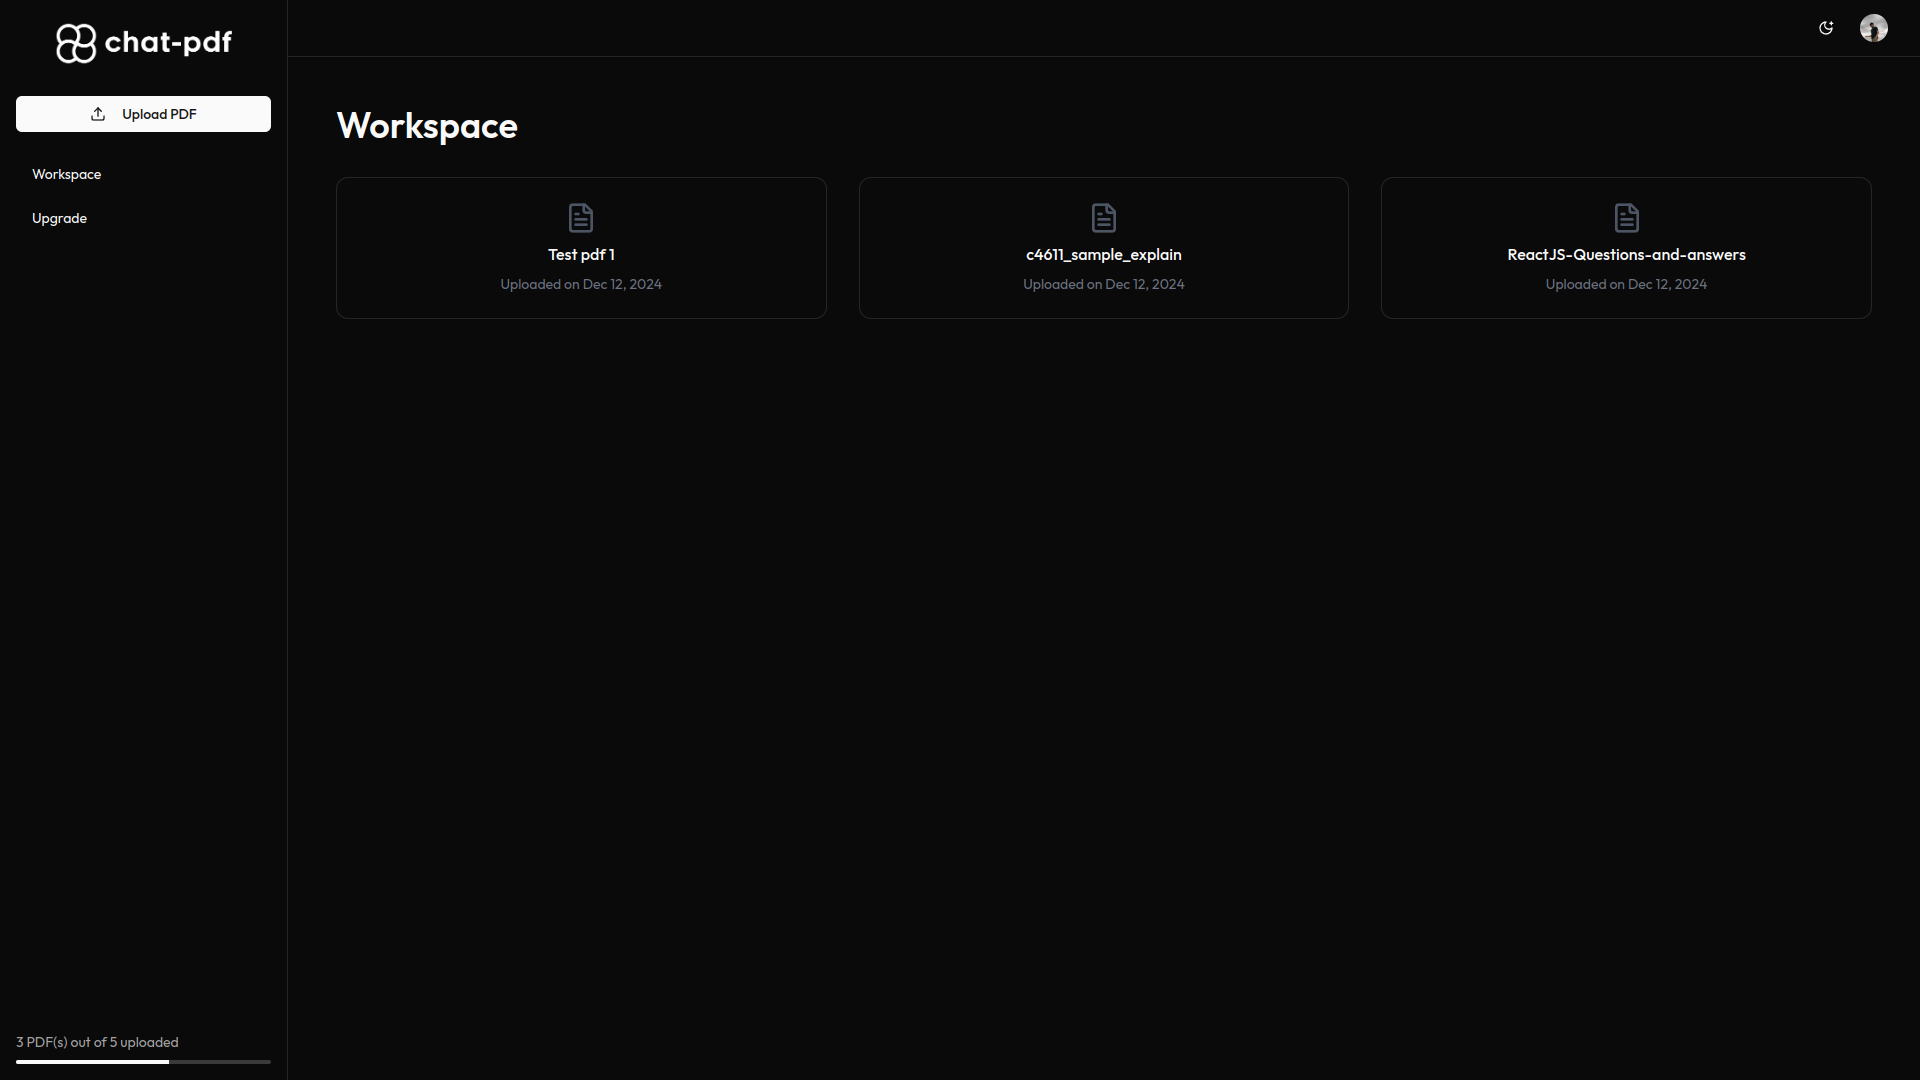 chat-pdf
Upload PDF
Workspace
Upgrade
3 PDF(s) out of 5 uploaded
Workspace
Test pdf 1
Uploaded on Dec 12, 2024
c4611_sample_explain
Uploaded on Dec 12, 2024
ReactJS-Questions-and-answers
Uploaded on Dec 12, 2024